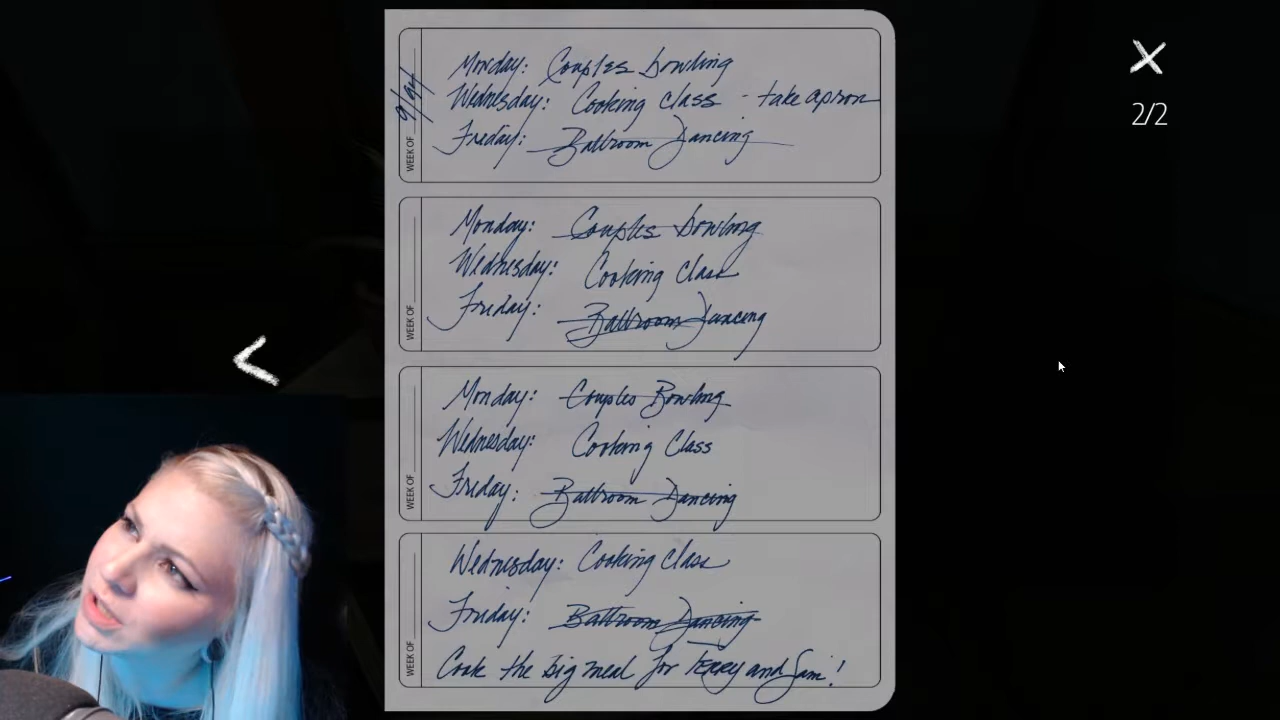 2/2
WEEK OF 9/94
Monday: Couples bowling
Wednesday: Cooking class - take apron
Friday: Ballroom Dancing
WEEK OF
Monday: Couples bowling
Wednesday: Cooking Class
Friday: Ballroom Dancing
WEEK OF
Monday: Couples Bowling
Wednesday: Cooking Class
Friday: Ballroom Dancing
WEEK OF
Wednesday: Cooking Class
Friday: Ballroom Dancing
Cook the big meal for Terry and Sam!